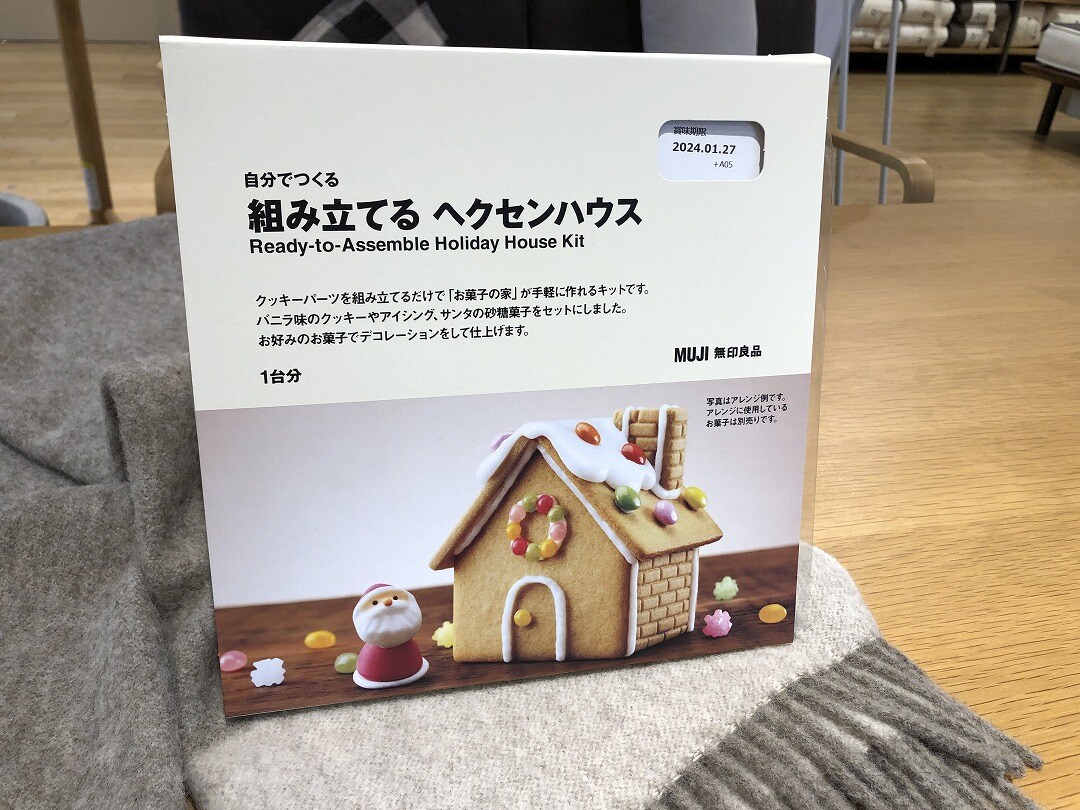 賞味期限
2024.01.27
+A05
自分でつくる
組み立てる ヘクセンハウス
Ready-to-Assemble Holiday House Kit
クッキーパーツを組み立てるだけで「お菓子の家」が手軽に作れるキットです。
バニラ味のクッキーやアイシング、サンタの砂糖菓子をセットにしました。
お好みのお菓子でデコレーションをして仕上げます。
1台分
MUJI 無印良品
写真はアレンジ例です。
アレンジに使用している
お菓子は別売りです。